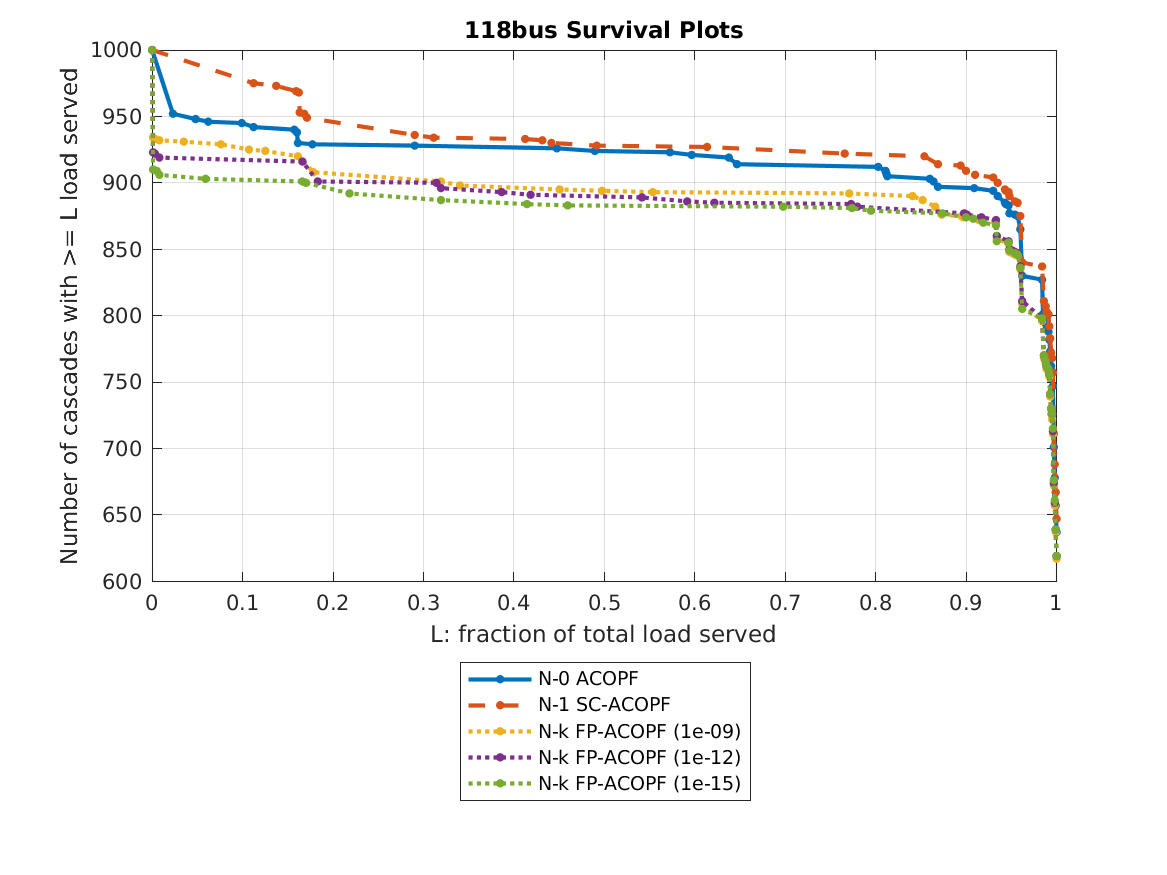 118bus Survival Plots
Number of cascades with >= L load served
1000
950
900
850
800
750
700
650
600
0 0.1 0.2 0.3 0.4 0.5 0.6 0.7 0.8 0.9 1
L: fraction of total load served
N-0 ACOPF
N-1 SC-ACOPF
N-k FP-ACOPF (1e-09)
N-k FP-ACOPF (1e-12)
N-k FP-ACOPF (1e-15)